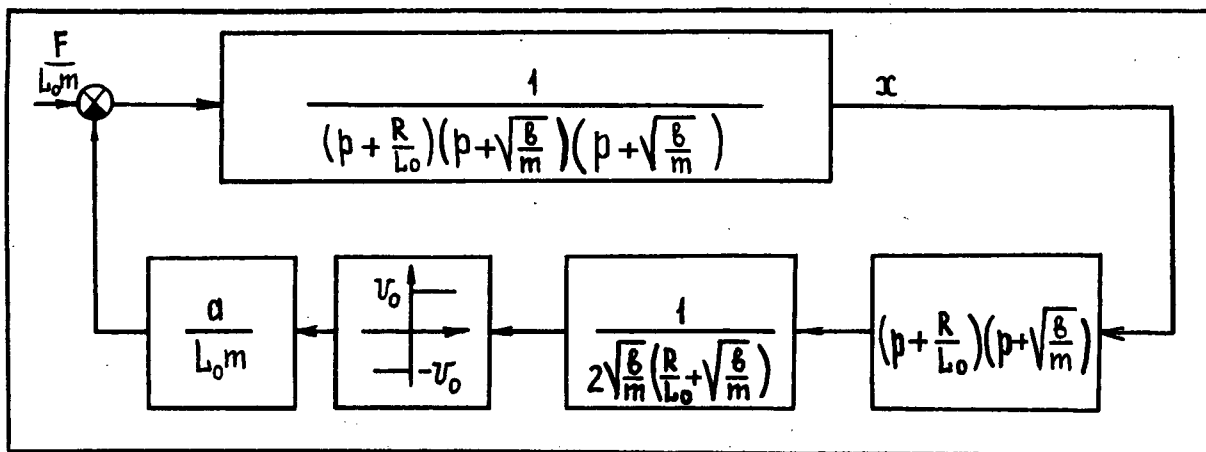 F / L₀m
1 / (p + R/L₀)(p + √(в/m))(p + √(в/m))
x
a / L₀m
v₀
-v₀
1 / 2√(в/m)(R/L₀ + √(в/m))
(p + R/L₀)(p + √(в/m))